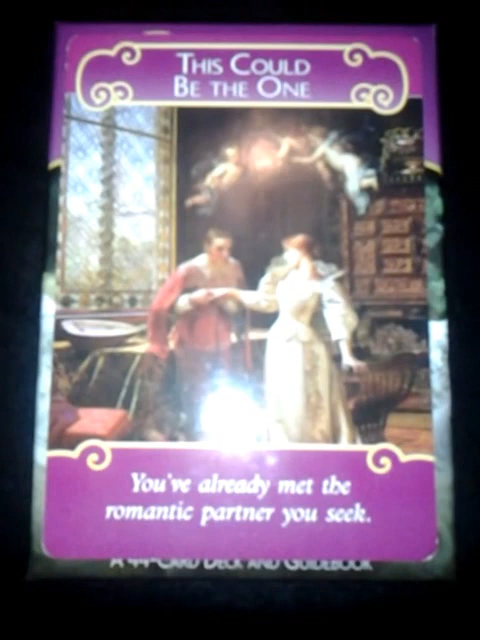 THIS COULD
BE THE ONE
You've already met the
romantic partner you seek.
A 44-CARD DECK AND GUIDEBOOK